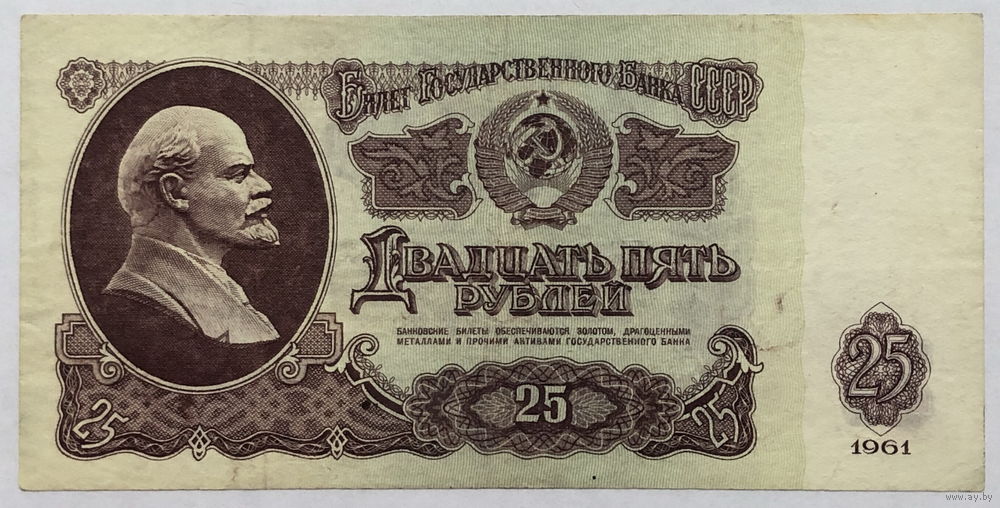 Билет Государственного Банка СССР
Двадцать пять
рублей
БАНКОВСКИЕ БИЛЕТЫ ОБЕСПЕЧИВАЮТСЯ ЗОЛОТОМ, ДРАГОЦЕННЫМИ
МЕТАЛЛАМИ И ПРОЧИМИ АКТИВАМИ ГОСУДАРСТВЕННОГО БАНКА
25
25
25
25
1961
www.ay.by